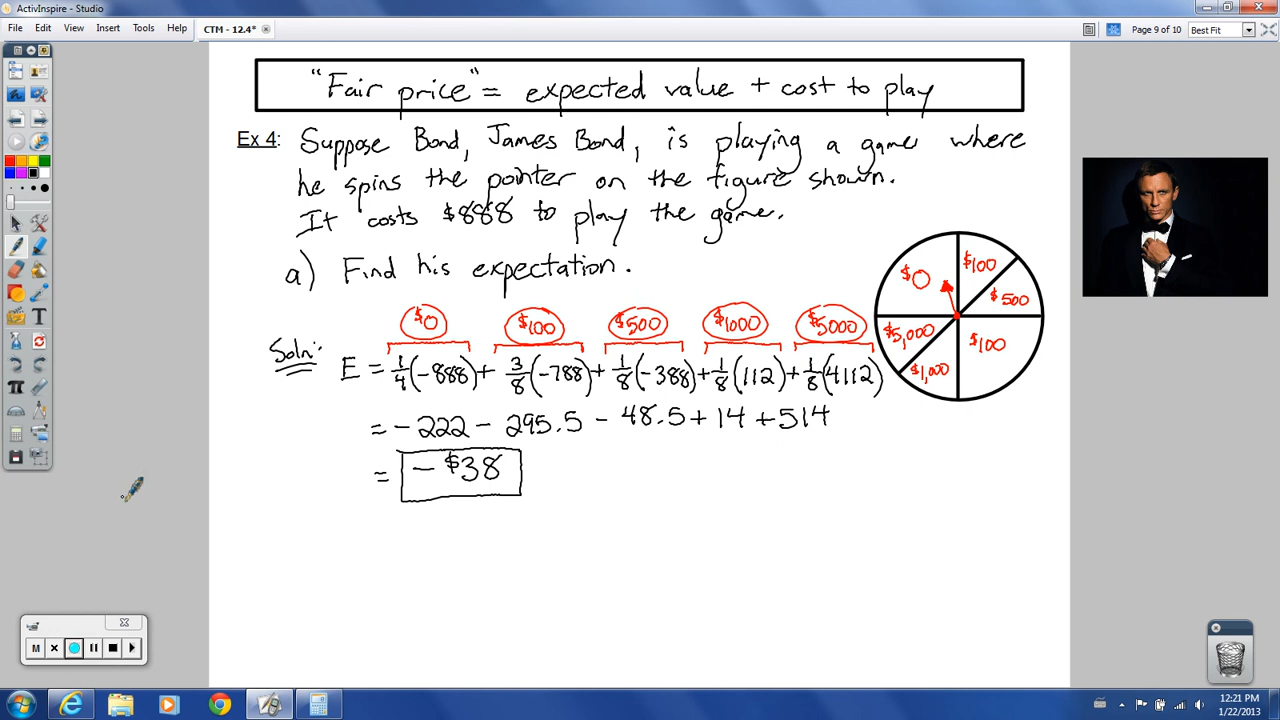 ActivInspire - Studio
File Edit View Insert Tools Help
CTM - 12.4*
Page 9 of 10
Best Fit
"Fair price" = expected value + cost to play
Ex 4: Suppose Bond, James Bond, is playing a game where
he spins the pointer on the figure shown.
It costs $888 to play the game.
a) Find his expectation.
$0 $100 $500 $1000 $5000
Soln: E = 1/4(-888) + 3/8(-788) + 1/8(-388) + 1/8(112) + 1/8(4112)
= -222 - 295.5 - 48.5 + 14 + 514
= -$38
$0
$100
$500
$100
$1,000
$5,000
M
12:21 PM
1/22/2013